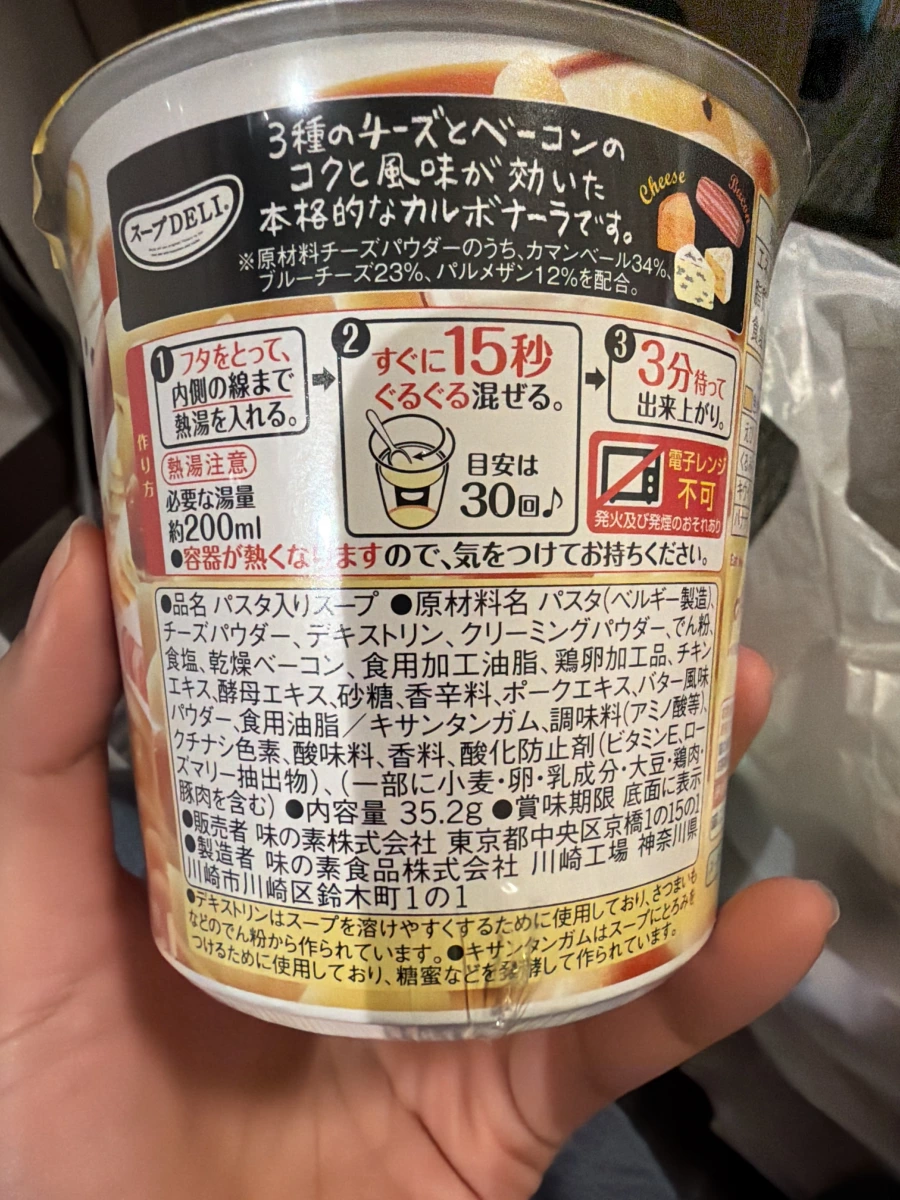 3種のチーズとベーコンの
コクと風味が効いた
本格的なカルボナーラです。
※原材料チーズパウダーのうち、カマンベール34%、
ブルーチーズ23%、パルメザン12%を配合。
スープDELI®
Cheese
Bacon
作り方
1
フタをとって、
内側の線まで
熱湯を入れる。
熱湯注意
必要な湯量
約200ml
2
すぐに15秒
ぐるぐる混ぜる。
目安は
30回♪
3
3分待って
出来上がり。
電子レンジ
不可
発火及び発煙のおそれあり
●容器が熱くなりますので、気をつけてお持ちください。
●品名 パスタ入りスープ ●原材料名 パスタ(ベルギー製造)、
チーズパウダー、デキストリン、クリーミングパウダー、でん粉、
食塩、乾燥ベーコン、食用加工油脂、鶏卵加工品、チキン
エキス、酵母エキス、砂糖、香辛料、ポークエキス、バター風味
パウダー、食用油脂/キサンタンガム、調味料(アミノ酸等)、
クチナシ色素、酸味料、香料、酸化防止剤(ビタミンE、ロー
ズマリー抽出物)、(一部に小麦・卵・乳成分・大豆・鶏肉・
豚肉を含む) ●内容量 35.2g ●賞味期限 底面に表示
●販売者 味の素株式会社 東京都中央区京橋1の15の1
●製造者 味の素食品株式会社 川崎工場 神奈川県
川崎市川崎区鈴木町1の1
●デキストリンはスープを溶けやすくするために使用しており、さつまいも
などのでん粉から作られています。●キサンタンガムはスープにとろみを
つけるために使用しており、糖蜜などを発酵して作られています。